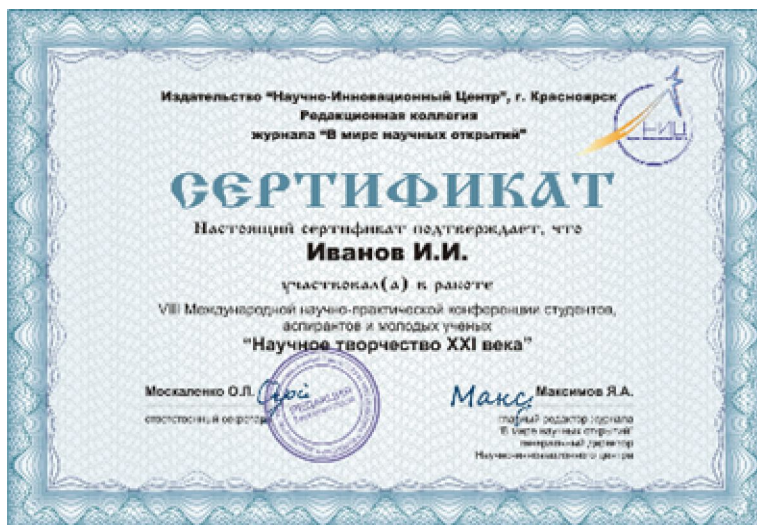 Издательство "Научно-Инновационный Центр", г. Красноярск
Редакционная коллегия
журнала "В мире научных открытий"
НИЦ
СЕРТИФИКАТ
Настоящий сертификат подтверждает, что
Иванов И.И.
участвовал(а) в работе
VIII Международной научно-практической конференции студентов,
аспирантов и молодых ученых
"Научное творчество XXI века"
Москаленко О.П.
ответственный секретарь
РЕДАКЦИЯ
Макс
Максимов Я.А.
главный редактор журнала
"В мире научных открытий"
генеральный директор
Научно-инновационного центра